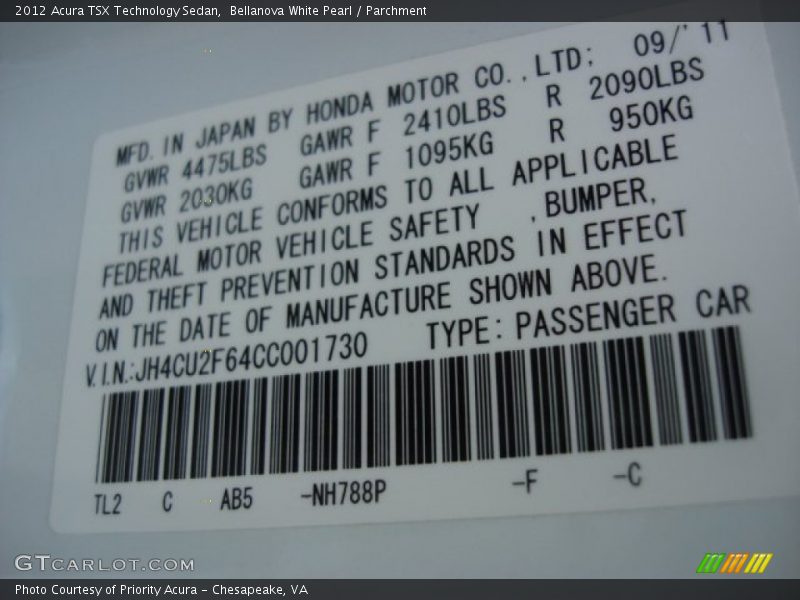 2012 Acura TSX Technology Sedan, Bellanova White Pearl / Parchment
MFD. IN JAPAN BY HONDA MOTOR CO., LTD; 09/'11
GVWR 4475LBS GAWR F 2410LBS R 2090LBS
GVWR 2030KG GAWR F 1095KG R 950KG
THIS VEHICLE CONFORMS TO ALL APPLICABLE
FEDERAL MOTOR VEHICLE SAFETY ,BUMPER,
AND THEFT PREVENTION STANDARDS IN EFFECT
ON THE DATE OF MANUFACTURE SHOWN ABOVE.
V.I.N.:JH4CU2F64CC001730 TYPE: PASSENGER CAR
TL2 C AB5 -NH788P -F -C
GTCARLOT.COM
Photo Courtesy of Priority Acura - Chesapeake, VA